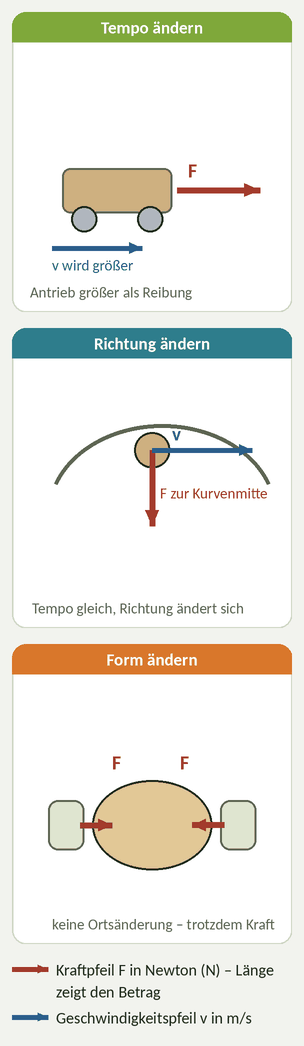 Tempo ändern
F
v wird größer
Antrieb größer als Reibung
Richtung ändern
v
F zur Kurvenmitte
Tempo gleich, Richtung ändert sich
Form ändern
F F
keine Ortsänderung – trotzdem Kraft
Kraftpfeil F in Newton (N) – Länge
zeigt den Betrag
Geschwindigkeitspfeil v in m/s